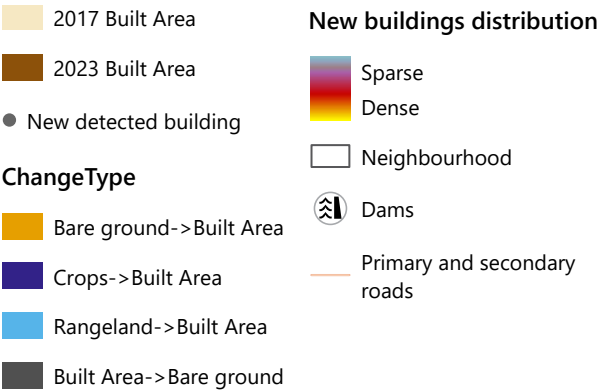 2017 Built Area
2023 Built Area
New detected building
ChangeType
Bare ground->Built Area
Crops->Built Area
Rangeland->Built Area
Built Area->Bare ground
New buildings distribution
Sparse
Dense
Neighbourhood
Dams
Primary and secondary
roads